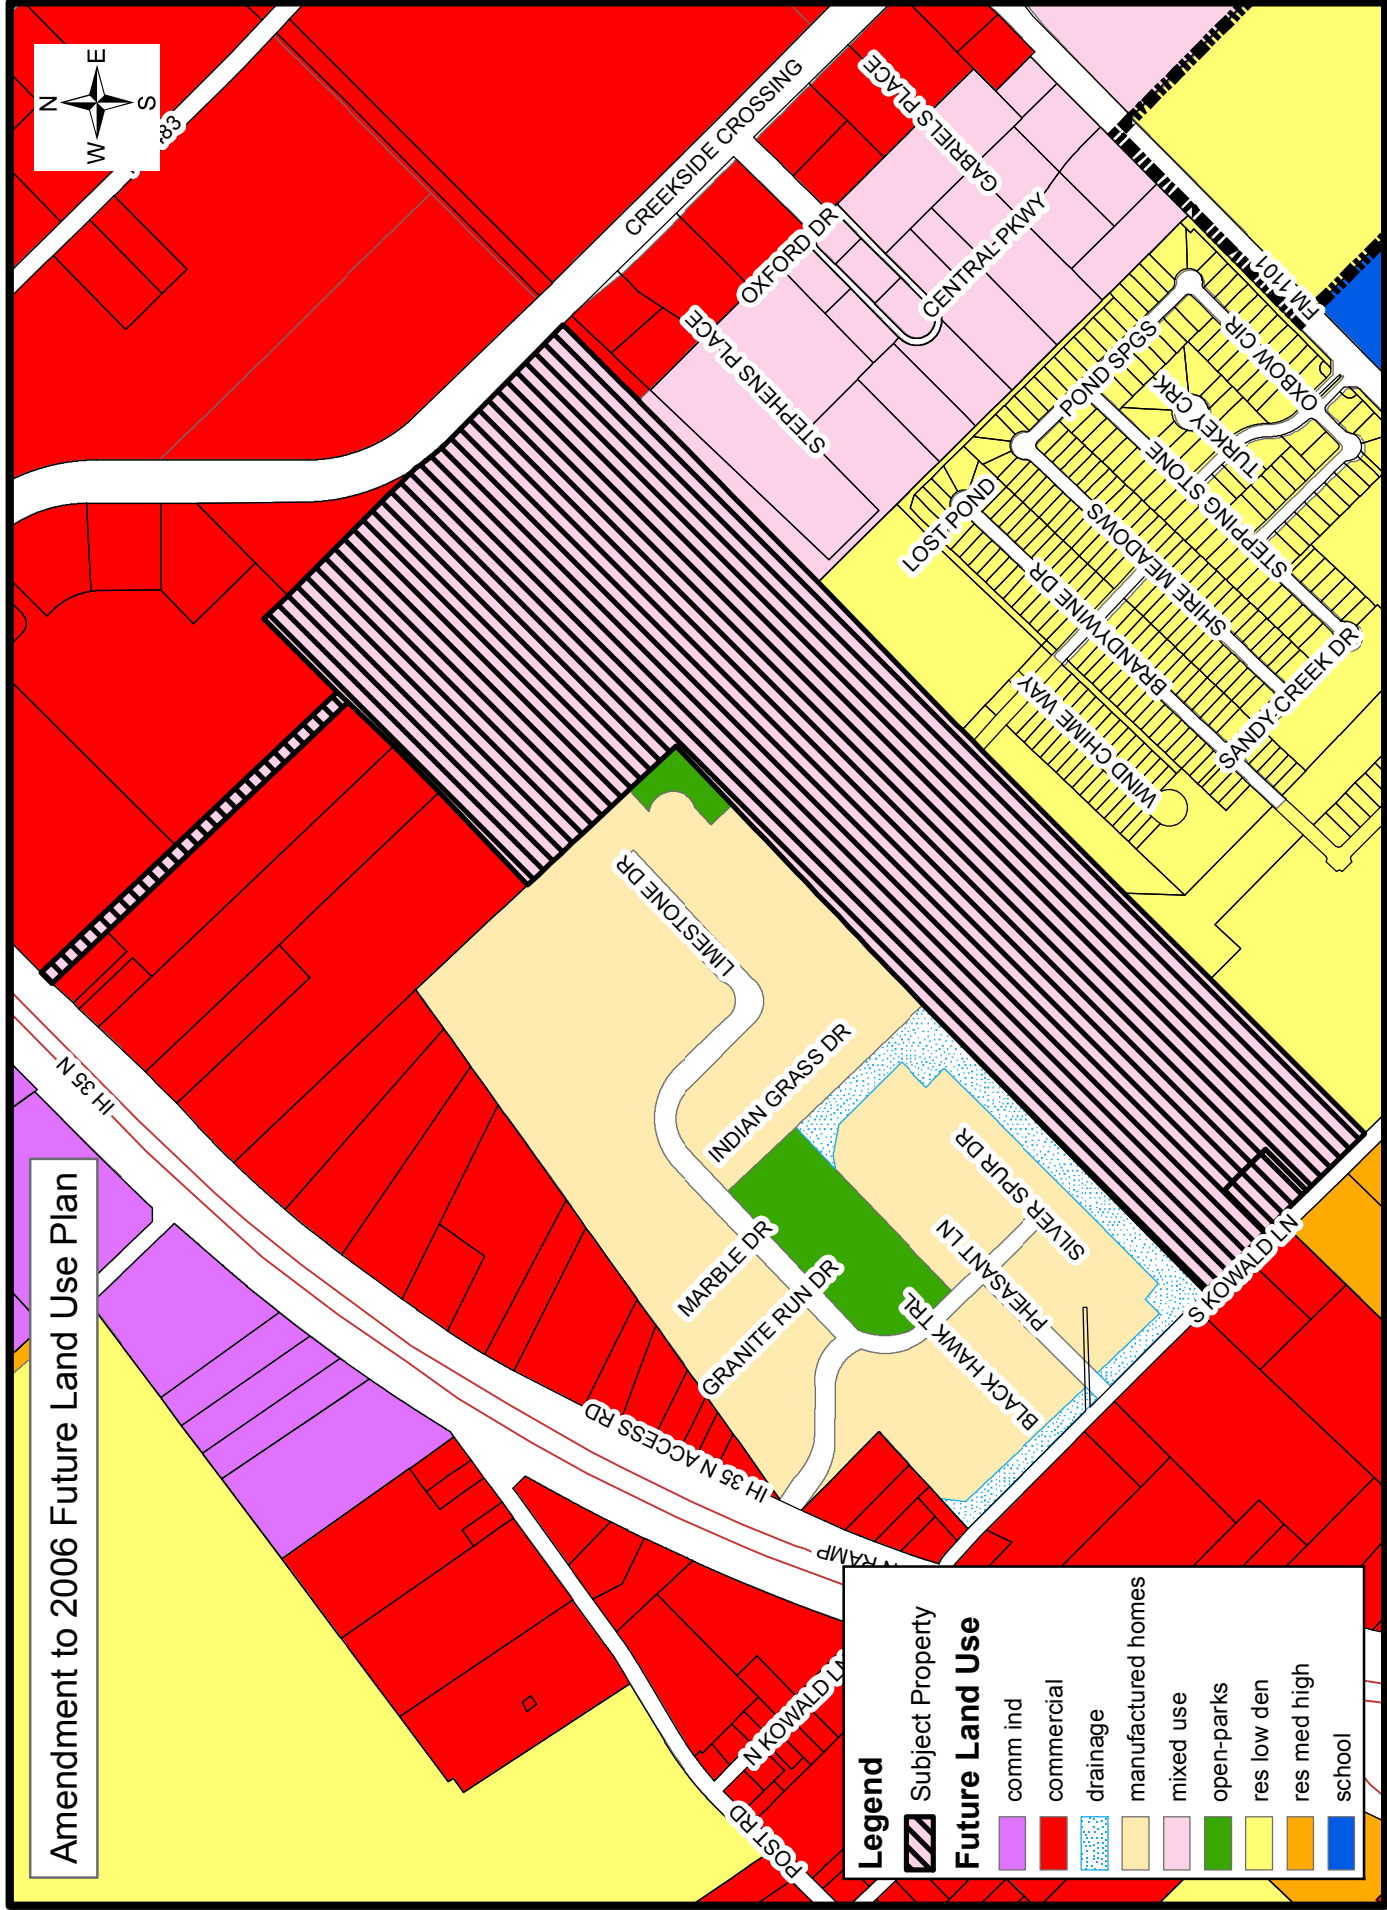 Amendment to 2006 Future Land Use Plan
N
W
E
S
83
CREEKSIDE CROSSING
GABRIELS PLACE
OXFORD DR
CENTRAL PKWY
STEPHENS PLACE
FM 1101
POND SPGS
OXBOW CIR
TURKEY CRK
STEPPING STONE
LOST POND
SHIRE MEADOWS
BRANDYWINE DR
WIND CHIME WAY
SANDY CREEK DR
LIMESTONE DR
IH 35 N
INDIAN GRASS DR
SILVER SPUR DR
MARBLE DR
PHEASANT LN
GRANITE RUN DR
BLACK HAWK TRL
S KOWALD LN
IH 35 N ACCESS RD
N RAMP
N KOWALD LN
POST RD
Legend
Subject Property
Future Land Use
comm ind
commercial
drainage
manufactured homes
mixed use
open-parks
res low den
res med high
school